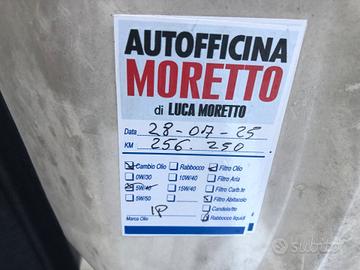 AUTOFFICINA
MORETTO
di LUCA MORETTO
Data 28-07-25
KM 256.250
Cambio Olio Rabbocco Filtro Olio
0W/30 10W/40 Filtro Aria
5W/40 15W/40 Filtro Carb.te
5W/50 Filtro Abitacolo
Candelette
Marca Olio IP Rabbocco liquidi
subito